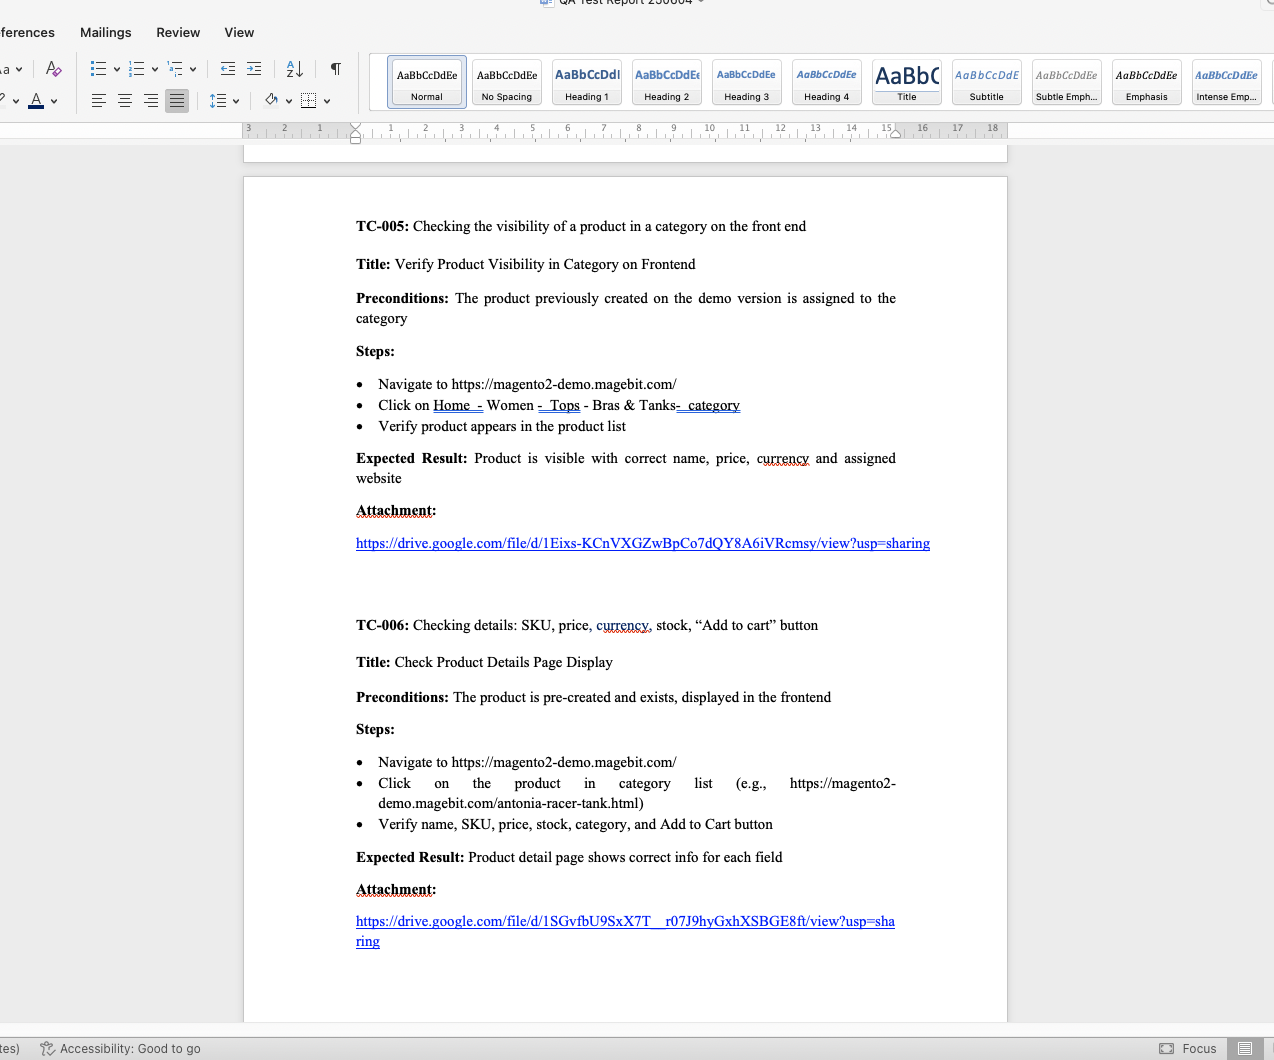 QA Test Report 250804
ferences Mailings Review View
AaBbCcDdEe AaBbCcDdEe AaBbCcDdI AaBbCcDdEe AaBbCcDdEe AaBbCcDdEe AaBbC AaBbCcDdE AaBbCcDdEe AaBbCcDdEe AaBbCcDdEe
Normal No Spacing Heading 1 Heading 2 Heading 3 Heading 4 Title Subtitle Subtle Emph... Emphasis Intense Emp...
3 2 1 1 2 3 4 5 6 7 8 9 10 11 12 13 14 15 16 17 18
TC-005: Checking the visibility of a product in a category on the front end
Title: Verify Product Visibility in Category on Frontend
Preconditions: The product previously created on the demo version is assigned to the
category
Steps:
• Navigate to https://magento2-demo.magebit.com/
• Click on Home - Women - Tops - Bras & Tanks- category
• Verify product appears in the product list
Expected Result: Product is visible with correct name, price, currency and assigned
website
Attachment:
https://drive.google.com/file/d/1Eixs-KCnVXGZwBpCo7dQY8A6iVRcmsy/view?usp=sharing
TC-006: Checking details: SKU, price, currency, stock, “Add to cart” button
Title: Check Product Details Page Display
Preconditions: The product is pre-created and exists, displayed in the frontend
Steps:
• Navigate to https://magento2-demo.magebit.com/
• Click on the product in category list (e.g., https://magento2-
demo.magebit.com/antonia-racer-tank.html)
• Verify name, SKU, price, stock, category, and Add to Cart button
Expected Result: Product detail page shows correct info for each field
Attachment:
https://drive.google.com/file/d/1SGvfbU9SxX7T__r07J9hyGxhXSBGE8ft/view?usp=sha
ring
tes) Accessibility: Good to go Focus